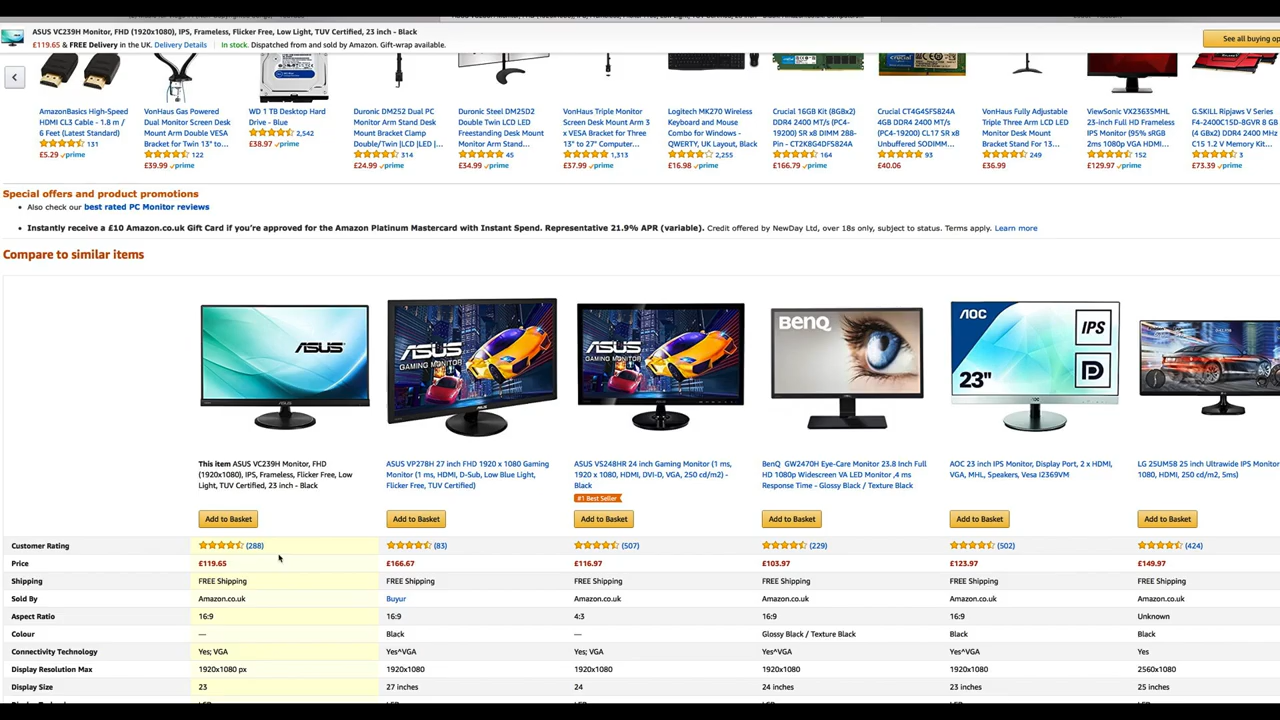 ASUS VC239H Monitor, FHD (1920x1080), IPS, Frameless, Flicker Free, Low Light, TUV Certified, 23 inch - Black
£119.65 & FREE Delivery in the UK. Delivery Details In stock. Dispatched from and sold by Amazon. Gift-wrap available.
See all buying op
AmazonBasics High-Speed
HDMI CL3 Cable - 1.8 m /
6 Feet (Latest Standard)
131
£5.29 prime
VonHaus Gas Powered
Dual Monitor Screen Desk
Mount Arm Double VESA
Bracket for Twin 13" to…
122
£39.99 prime
WD 1 TB Desktop Hard
Drive - Blue
2,542
£38.97 prime
Duronic DM252 Dual PC
Monitor Arm Stand Desk
Mount Bracket Clamp
Double/Twin |LCD |LED |…
314
£24.99 prime
Duronic Steel DM25D2
Double Twin LCD LED
Freestanding Desk Mount
Monitor Arm Stand…
45
£34.99 prime
VonHaus Triple Monitor
Screen Desk Mount Arm 3
x VESA Bracket for Three
13" to 27" Computer…
1,313
£37.99 prime
Logitech MK270 Wireless
Keyboard and Mouse
Combo for Windows -
QWERTY, UK Layout, Black
2,255
£16.98 prime
Crucial 16GB Kit (8GBx2)
DDR4 2400 MT/s (PC4-
19200) SR x8 DIMM 288-
Pin - CT2K8G4DFS824A
164
£166.79 prime
Crucial CT4G4SFS824A
DDR4 2400 MT/s
(PC4-19200) CL17 SR x8
Unbuffered SODIMM…
93
£40.06
VonHaus Fully Adjustable
Triple Three Arm LCD LED
Monitor Desk Mount
Bracket Stand For 13…
249
£36.99
ViewSonic VX2363SMHL
23-inch Full HD Frameless
IPS Monitor (95% sRGB
2ms 1080p VGA HDMI…
152
£129.97 prime
G.SKILL Ripjaws V Series
F4-2400C15D-8GVR 8 GB
(4 GBx2) DDR4 2400 MHz
C15 1.2 V Memory Kit…
3
£73.39 prime
Special offers and product promotions
Also check our best rated PC Monitor reviews
Instantly receive a £10 Amazon.co.uk Gift Card if you're approved for the Amazon Platinum Mastercard with Instant Spend. Representative 21.9% APR (variable). Credit offered by NewDay Ltd, over 18s only, subject to status. Terms apply. Learn more
Compare to similar items
ASUS
ASUS
GAMING MONITOR
ASUS
GAMING MONITOR
BenQ
AOC
IPS
23"
This item ASUS VC239H Monitor, FHD
(1920x1080), IPS, Frameless, Flicker Free, Low
Light, TUV Certified, 23 inch - Black
ASUS VP278H 27 inch FHD 1920 x 1080 Gaming
Monitor (1 ms, HDMI, D-Sub, Low Blue Light,
Flicker Free, TUV Certified)
ASUS VS248HR 24 inch Gaming Monitor (1 ms,
1920 x 1080, HDMI, DVI-D, VGA, 250 cd/m2) -
Black
#1 Best Seller
BenQ GW2470H Eye-Care Monitor 23.8 Inch Full
HD 1080p Widescreen VA LED Monitor ,4 ms
Response Time - Glossy Black / Texture Black
AOC 23 inch IPS Monitor, Display Port, 2 x HDMI,
VGA, MHL, Speakers, Vesa I2369VM
LG 25UM58 25 inch Ultrawide IPS Monitor
1080, HDMI, 250 cd/m2, 5ms)
Add to Basket Add to Basket Add to Basket Add to Basket Add to Basket Add to Basket
Customer Rating (288) (83) (507) (229) (502) (424)
Price £119.65 £166.67 £116.97 £103.97 £123.97 £149.97
Shipping FREE Shipping FREE Shipping FREE Shipping FREE Shipping FREE Shipping FREE Shipping
Sold By Amazon.co.uk Buyur Amazon.co.uk Amazon.co.uk Amazon.co.uk Amazon.co.uk
Aspect Ratio 16:9 16:9 4:3 16:9 16:9 Unknown
Colour — Black — Glossy Black / Texture Black Black Black
Connectivity Technology Yes; VGA Yes^VGA Yes; VGA Yes^VGA Yes^VGA Yes
Display Resolution Max 1920x1080 px 1920x1080 1920x1080 1920x1080 1920x1080 2560x1080
Display Size 23 27 inches 24 24 inches 23 inches 25 inches